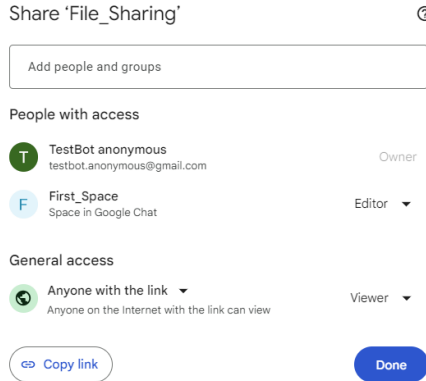 Share ‘File_Sharing’
Add people and groups
People with access
T
TestBot anonymous
testbot.anonymous@gmail.com
Owner
F
First_Space
Space in Google Chat
Editor
General access
Anyone with the link
Anyone on the Internet with the link can view
Viewer
Copy link
Done